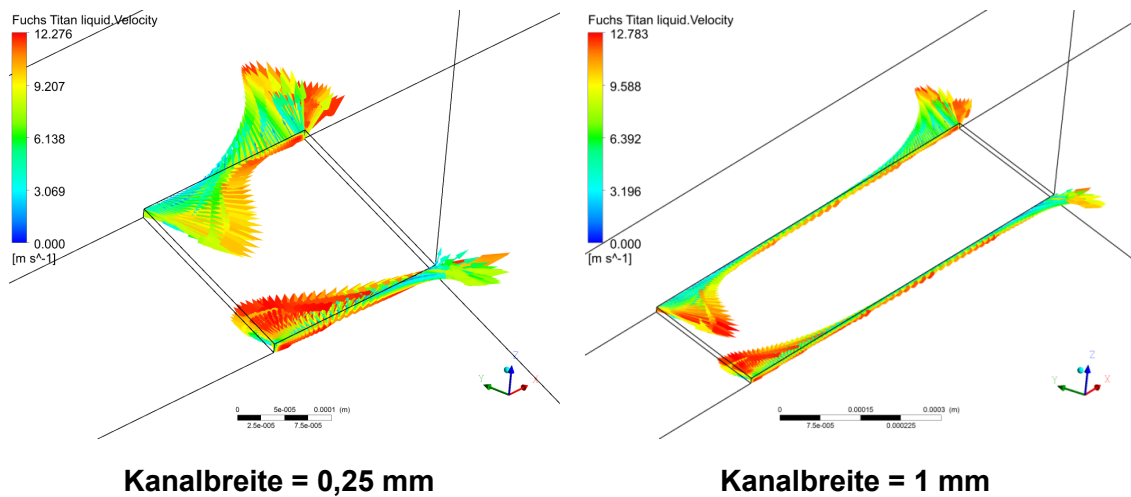 Fuchs Titan liquid.Velocity
12.276
9.207
6.138
3.069
0.000
[m s^-1]
Z
Y
X
0 5e-005 0.0001 (m)
2.5e-005 7.5e-005
Kanalbreite = 0,25 mm
Fuchs Titan liquid.Velocity
12.783
9.588
6.392
3.196
0.000
[m s^-1]
Z
Y
X
0 0.00015 0.0003 (m)
7.5e-005 0.000225
Kanalbreite = 1 mm